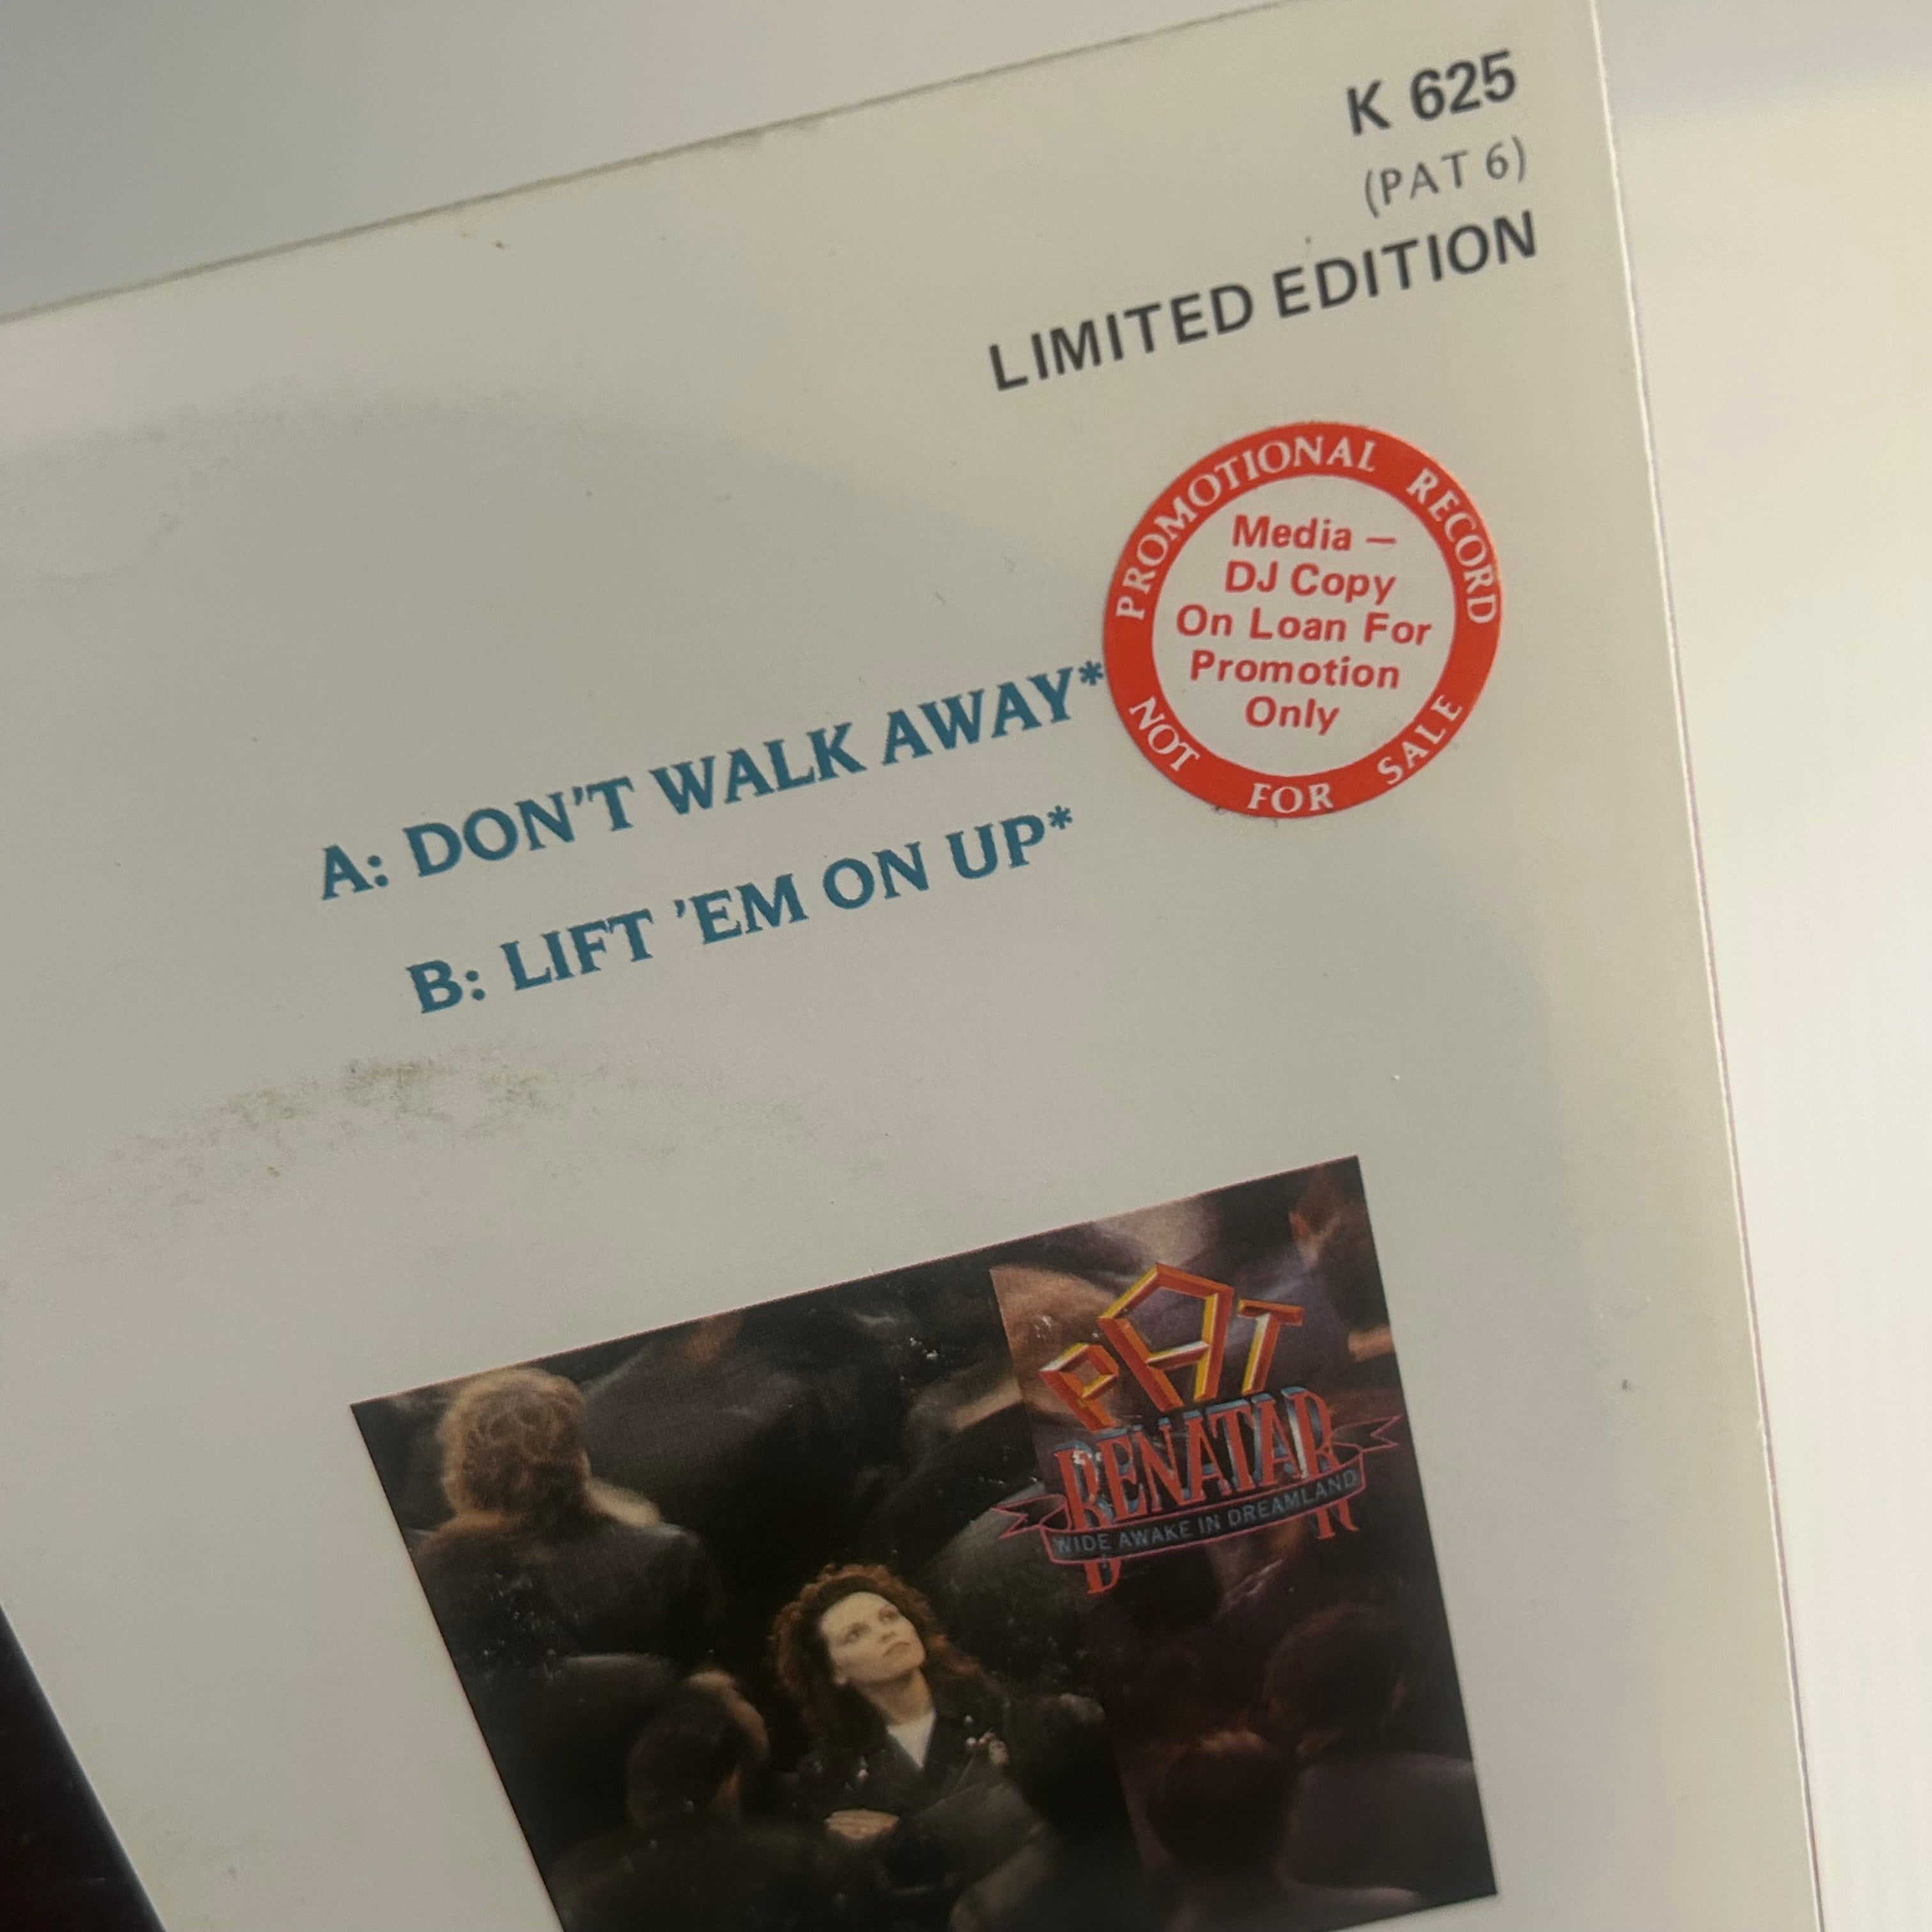 K 625
(PAT 6)
LIMITED EDITION
PROMOTIONAL RECORD
Media —
DJ Copy
On Loan For
Promotion
Only
NOT FOR SALE
A: DON'T WALK AWAY*
B: LIFT 'EM ON UP*
PAT
BENATAR
WIDE AWAKE IN DREAMLAND